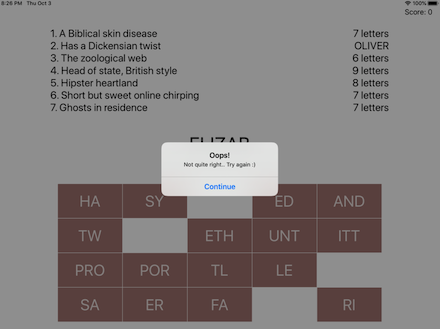 8:26 PM Thu Oct 3 100%
Score: 0
1. A Biblical skin disease 7 letters
2. Has a Dickensian twist OLIVER
3. The zoological web 6 letters
4. Head of state, British style 9 letters
5. Hipster heartland 8 letters
6. Short but sweet online chirping 7 letters
7. Ghosts in residence 7 letters
Oops!
Not quite right.. Try again :)
Continue
HA SY ED AND
TW ETH UNT ITT
PRO POR TL LE
SA ER FA RI